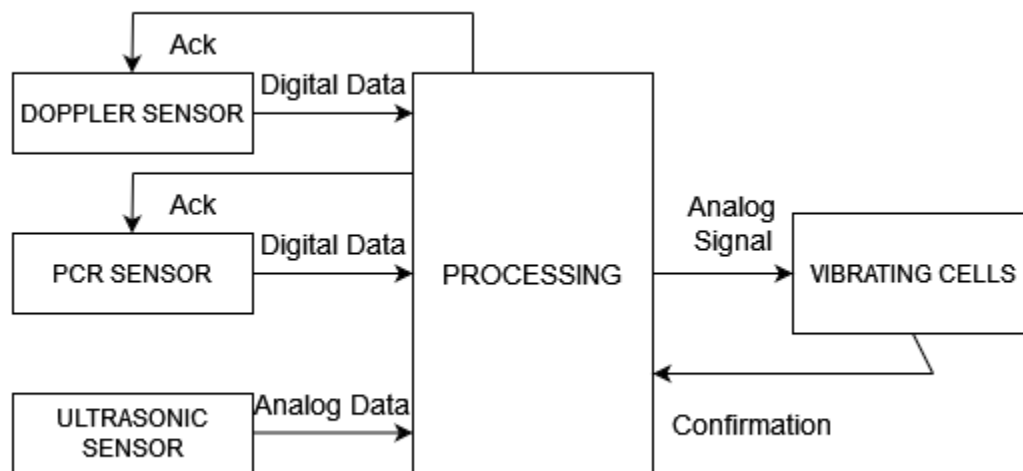 Ack
Digital Data
DOPPLER SENSOR
Ack
Digital Data
PCR SENSOR
Analog Data
ULTRASONIC
SENSOR
PROCESSING
Analog
Signal
VIBRATING CELLS
Confirmation